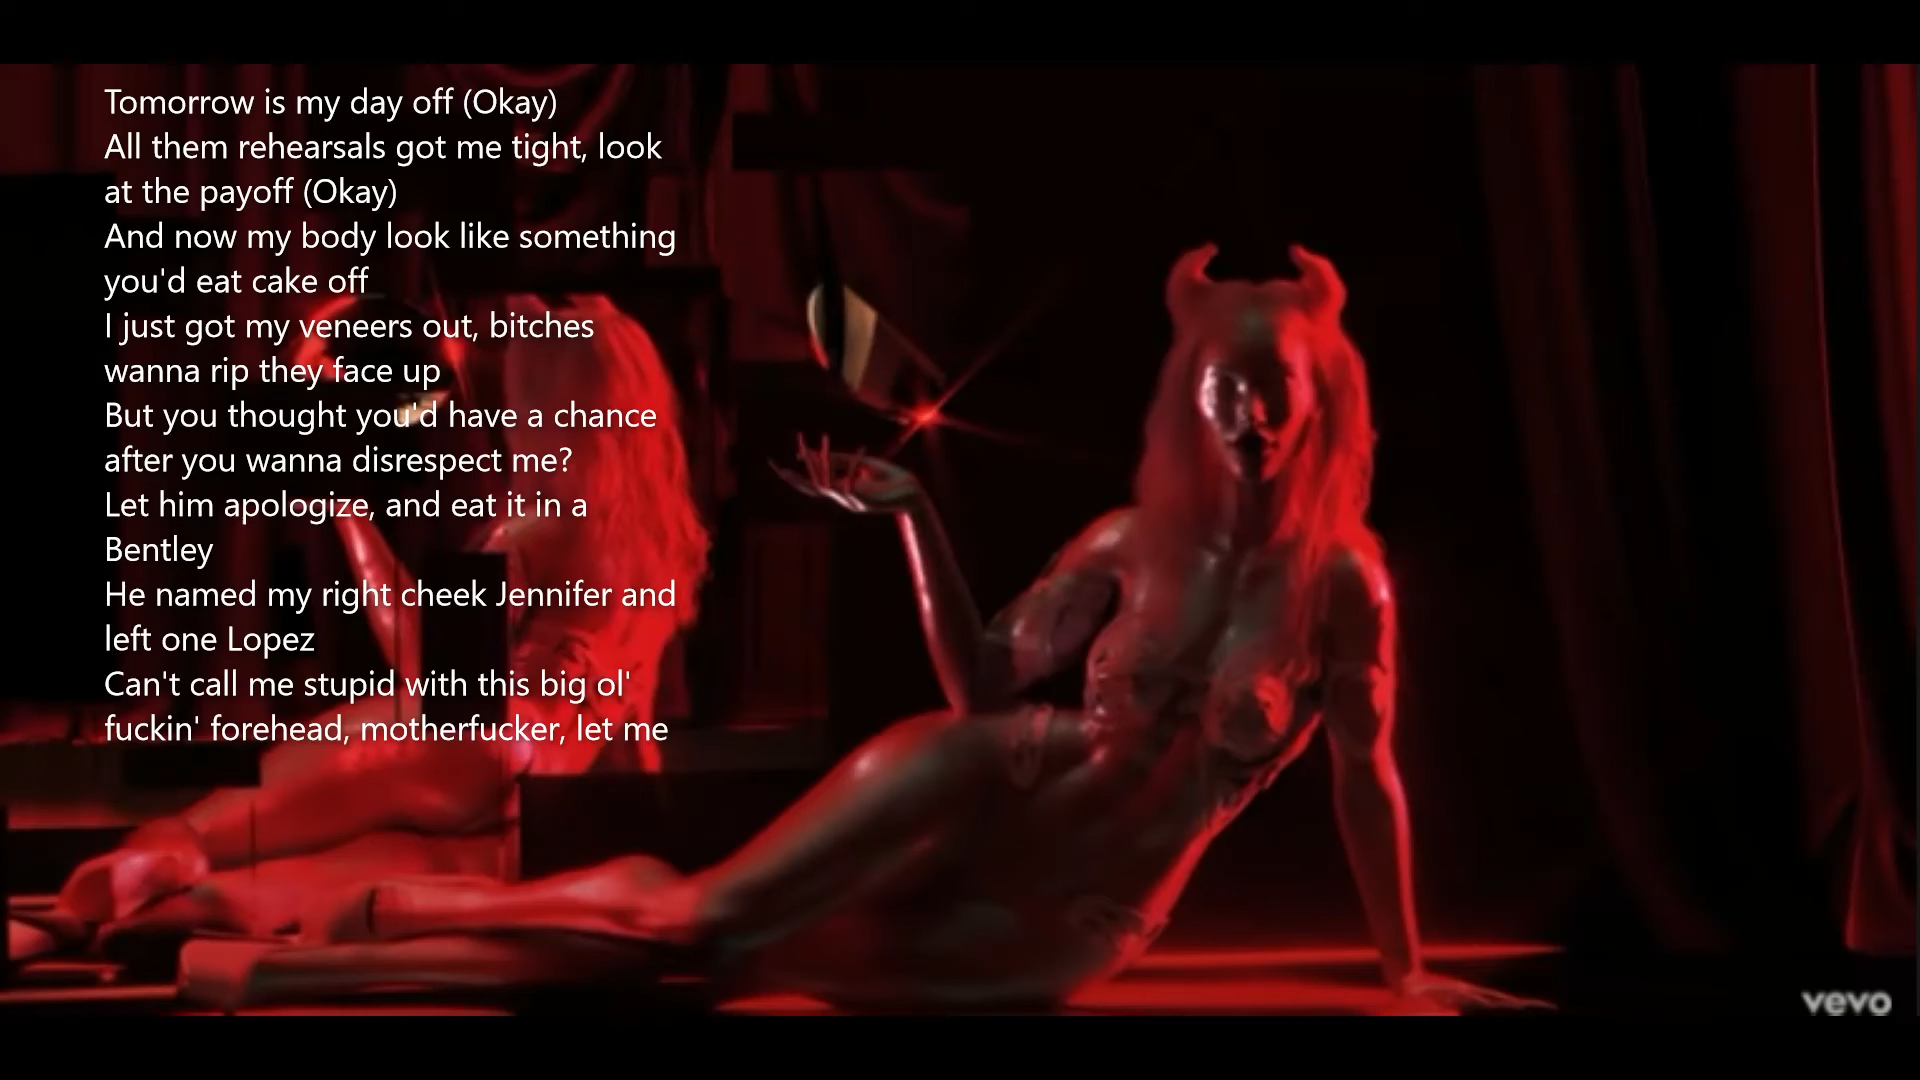 Tomorrow is my day off (Okay)
All them rehearsals got me tight, look
at the payoff (Okay)
And now my body look like something
you'd eat cake off
I just got my veneers out, bitches
wanna rip they face up
But you thought you'd have a chance
after you wanna disrespect me?
Let him apologize, and eat it in a
Bentley
He named my right cheek Jennifer and
left one Lopez
Can't call me stupid with this big ol'
fuckin' forehead, motherfucker, let me
vevo